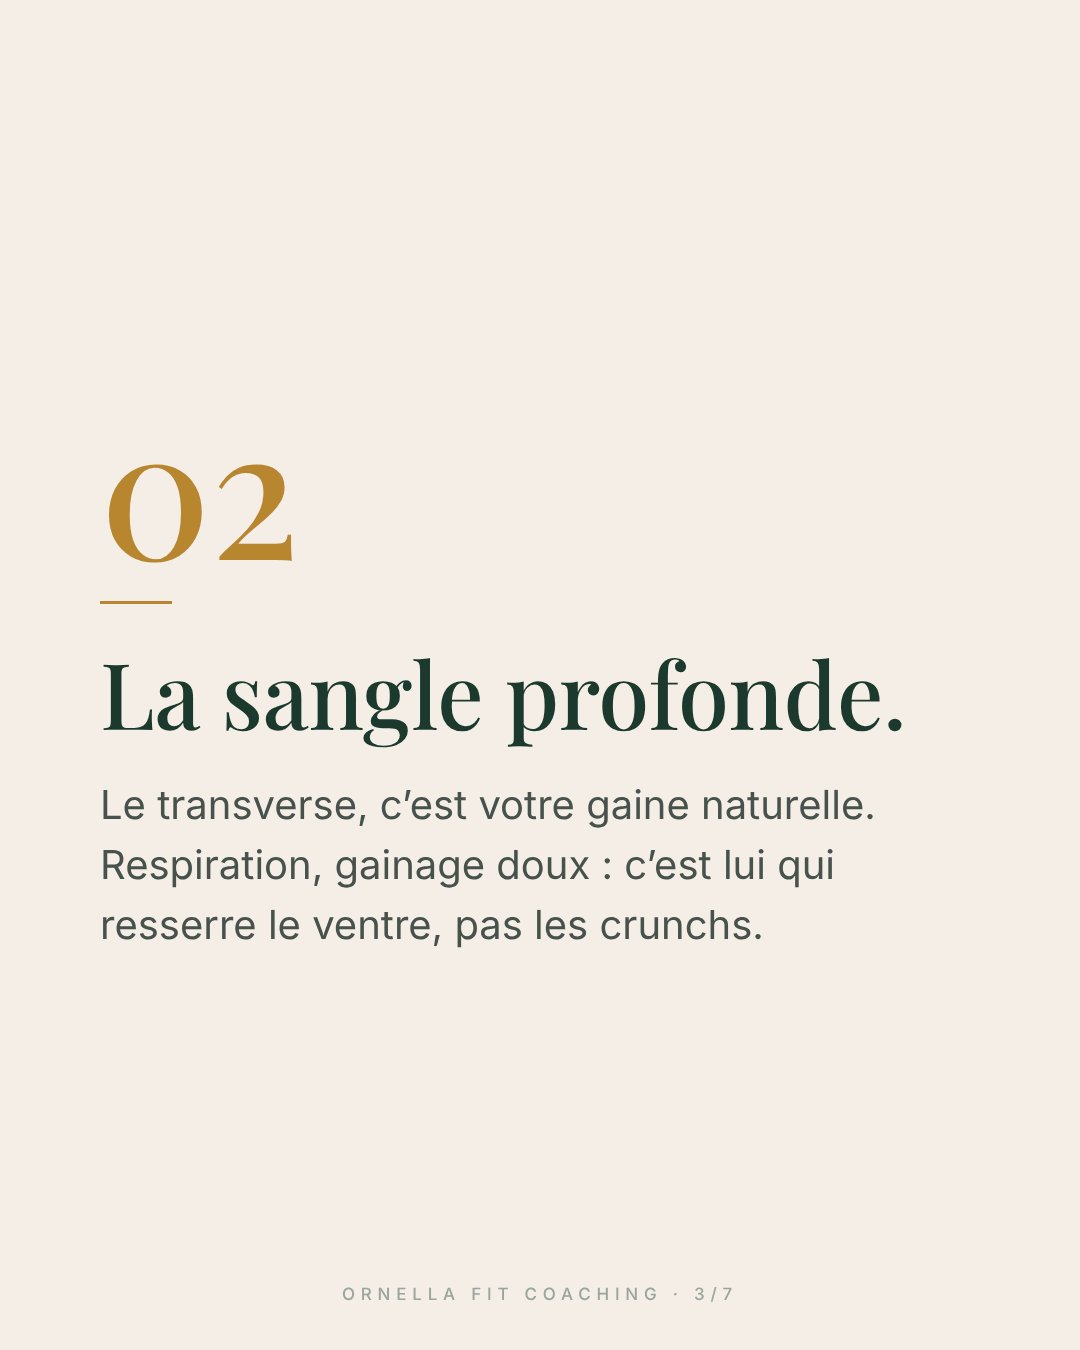 02
La sangle profonde.
Le transverse, c’est votre gaine naturelle.
Respiration, gainage doux : c’est lui qui
resserre le ventre, pas les crunchs.
ORNELLA FIT COACHING · 3/7